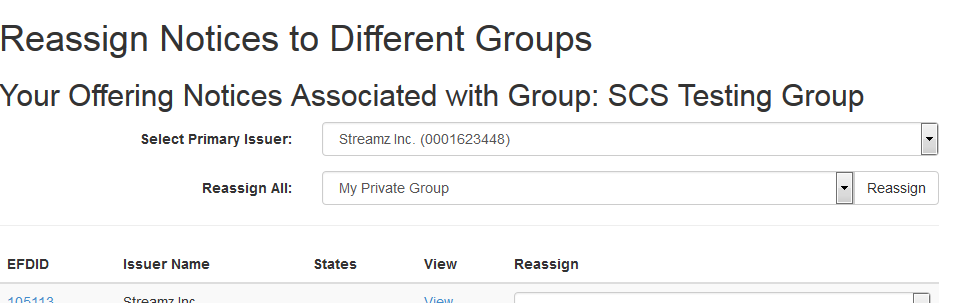 Reassign Notices to Different Groups
Your Offering Notices Associated with Group: SCS Testing Group
Select Primary Issuer: Streamz Inc. (0001623448)
Reassign All: My Private Group Reassign
EFDID Issuer Name States View Reassign
105113 Streamz Inc. View